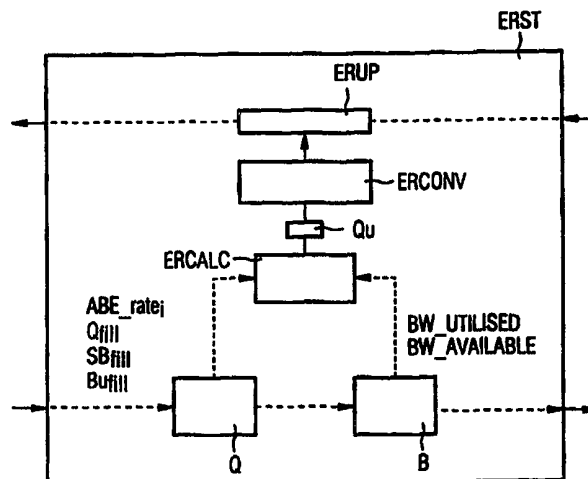 ERST
ERUP
ERCONV
Qu
ERCALC
ABE_ratei
Qfill
SBfill
Bufill
BW_UTILISED
BW_AVAILABLE
Q
B